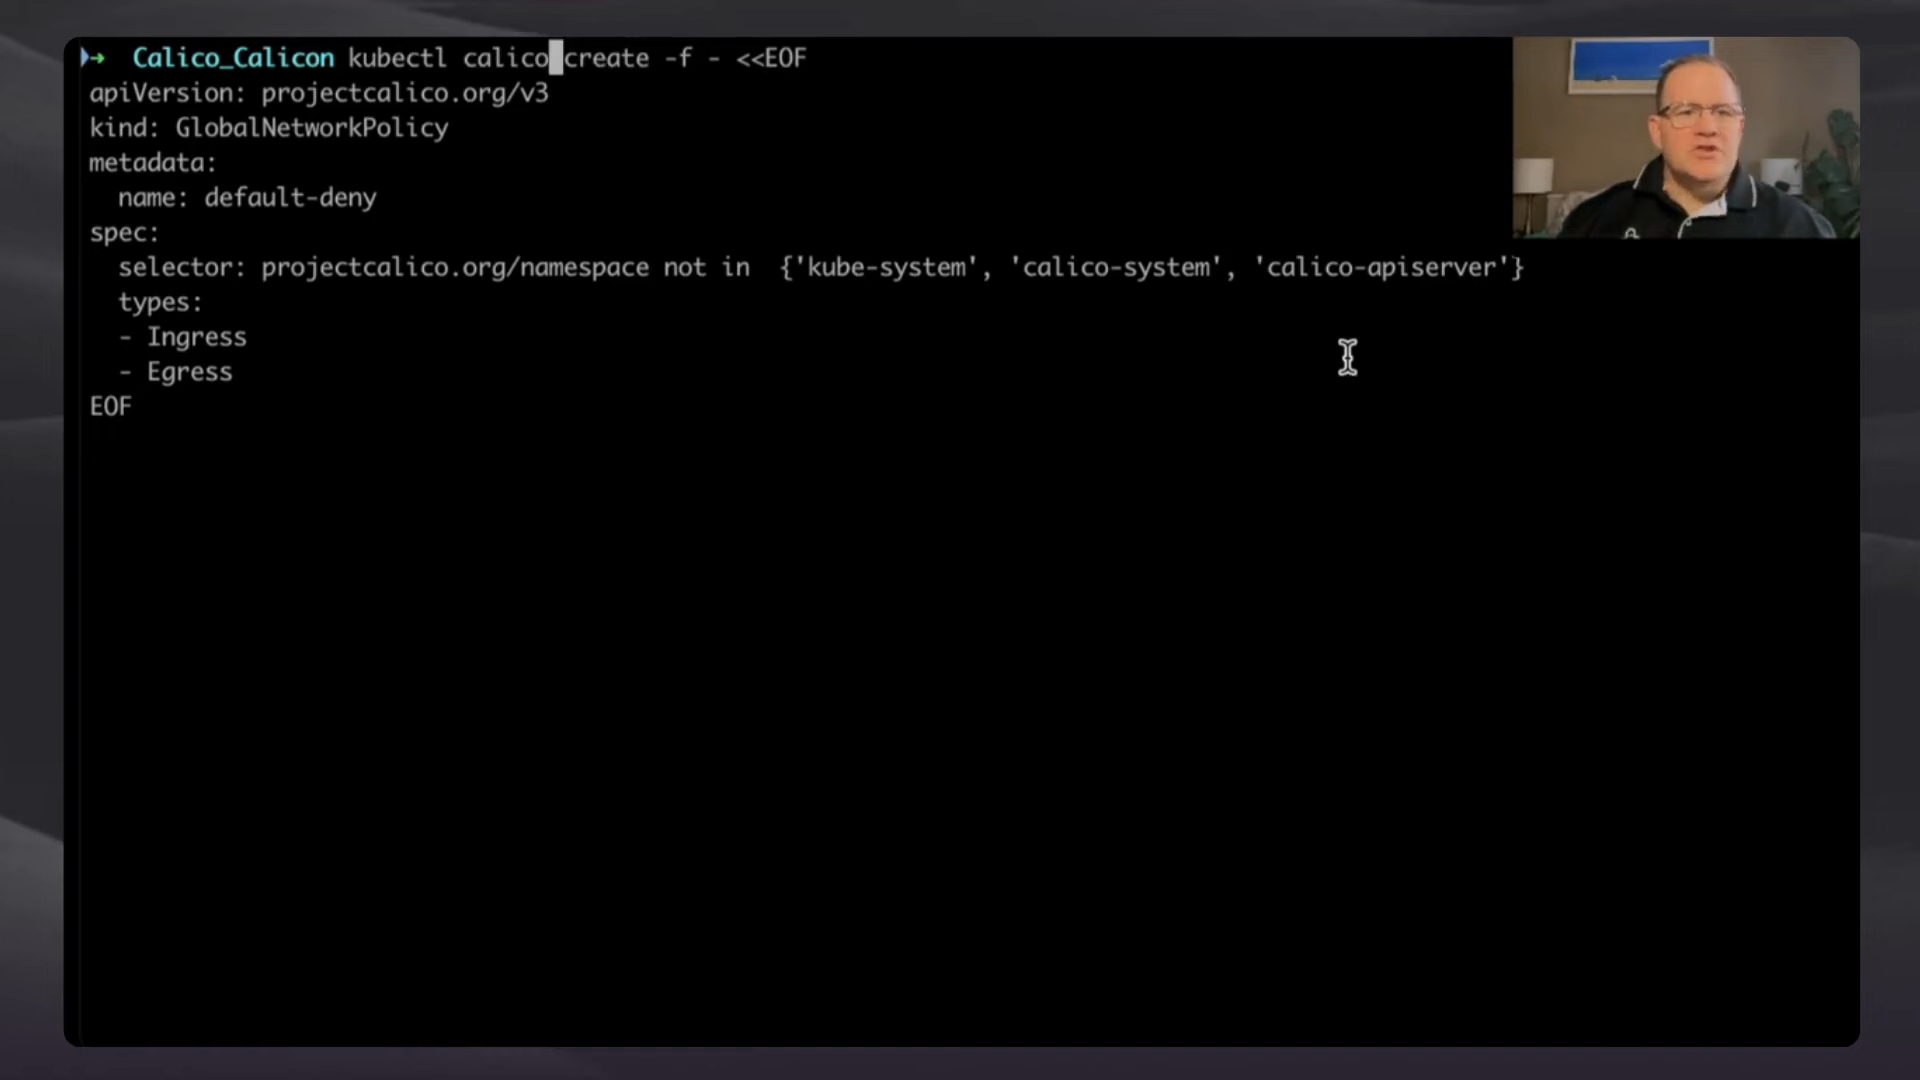 → Calico_Calicon kubectl calico create -f - <<EOF
apiVersion: projectcalico.org/v3
kind: GlobalNetworkPolicy
metadata:
  name: default-deny
spec:
  selector: projectcalico.org/namespace not in  {'kube-system', 'calico-system', 'calico-apiserver'}
  types:
  - Ingress
  - Egress
EOF